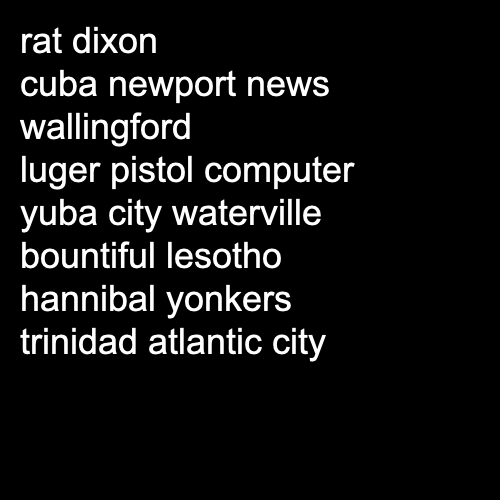 rat dixon
cuba newport news
wallingford
luger pistol computer
yuba city waterville
bountiful lesotho
hannibal yonkers
trinidad atlantic city